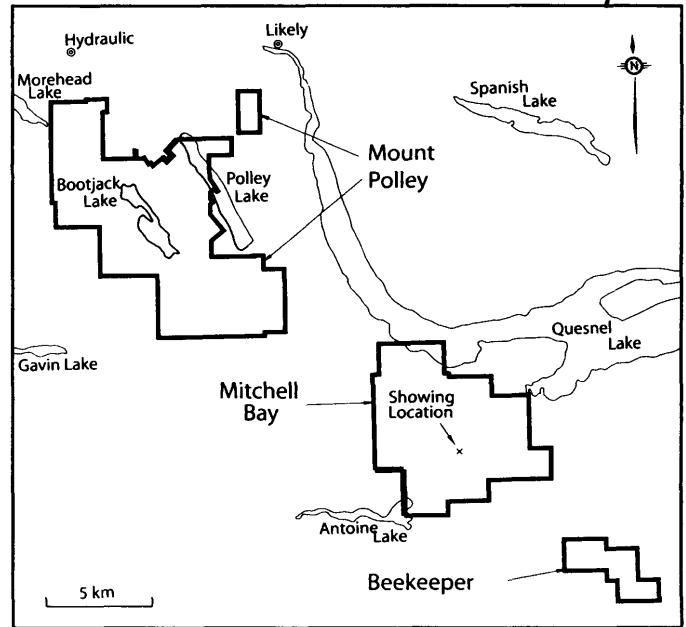 Hydraulic
Likely
N
Morehead
Lake
Spanish
Lake
Mount
Polley
Bootjack
Lake
Polley
Lake
Quesnel
Lake
Gavin Lake
Mitchell
Bay
Showing
Location
Antoine
Lake
Beekeeper
5 km